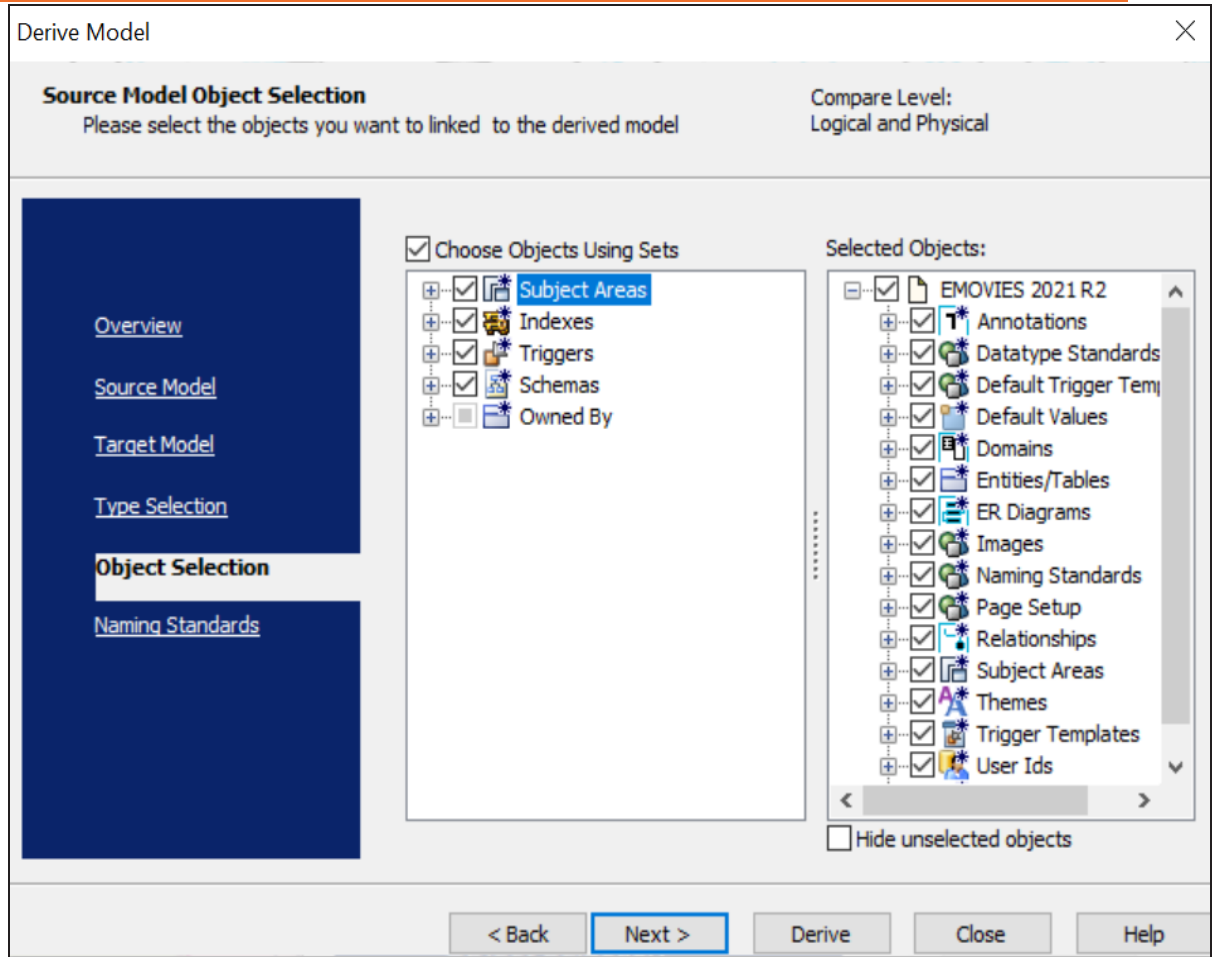 Derive Model
Source Model Object Selection
Please select the objects you want to linked to the derived model
Compare Level:
Logical and Physical
Overview
Source Model
Target Model
Type Selection
Object Selection
Naming Standards
Choose Objects Using Sets
Subject Areas
Indexes
Triggers
Schemas
Owned By
Selected Objects:
EMOVIES 2021 R2
Annotations
Datatype Standards
Default Trigger Temp
Default Values
Domains
Entities/Tables
ER Diagrams
Images
Naming Standards
Page Setup
Relationships
Subject Areas
Themes
Trigger Templates
User Ids
Hide unselected objects
< Back
Next >
Derive
Close
Help